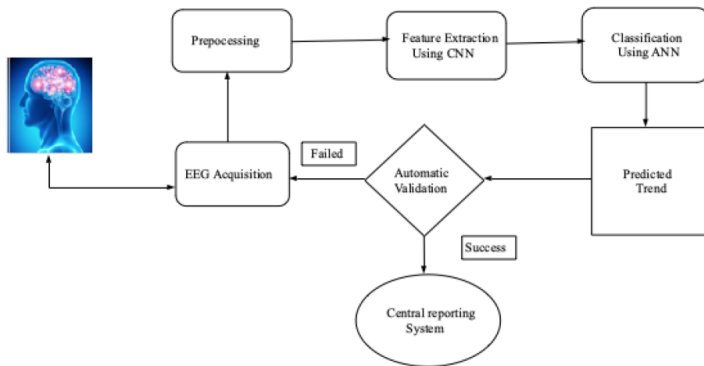 Prepocessing
Feature Extraction
Using CNN
Classification
Using ANN
EEG Acquisition
Failed
Automatic
Validation
Predicted
Trend
Success
Central reporting
System